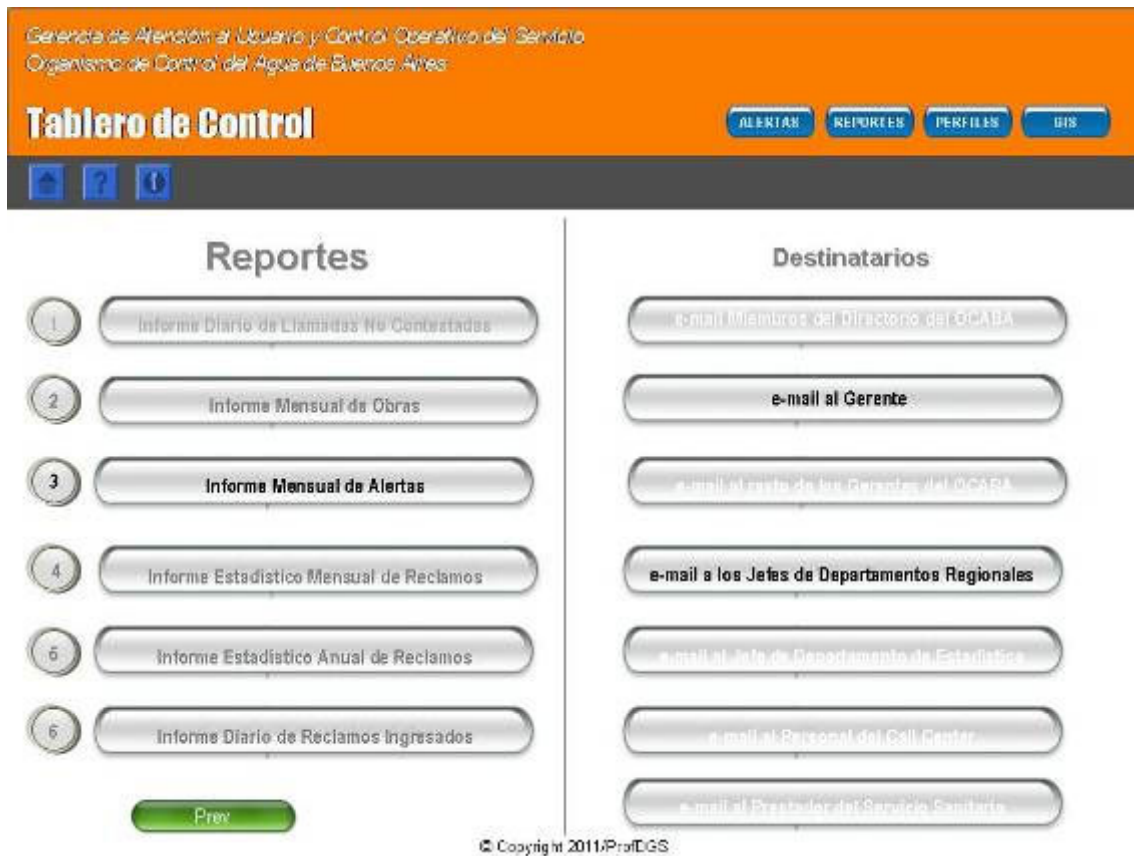 Gerencia de Atención al Usuario y Control Operativo del Servicio
Organismo de Control del Agua de Buenos Aires
Tablero de Control
ALERTAS
REPORTES
PERFILES
GIS
?
Reportes
1
Informe Diario de Llamadas No Contestadas
2
Informe Mensual de Obras
3
Informe Mensual de Alertas
4
Informe Estadistico Mensual de Reclamos
5
Informe Estadistico Anual de Reclamos
6
Informe Diario de Reclamos Ingresados
Prev
Destinatarios
e-mail Miembros del Directorio del OCABA
e-mail al Gerente
e-mail al resto de los Gerentes del OCABA
e-mail a los Jefes de Departamentos Regionales
e-mail al Jefe de Departamento de Estadistica
e-mail al Personal del Call Center
e-mail al Prestador del Servicio Sanitario
© Copyright 2011/ProfDGS